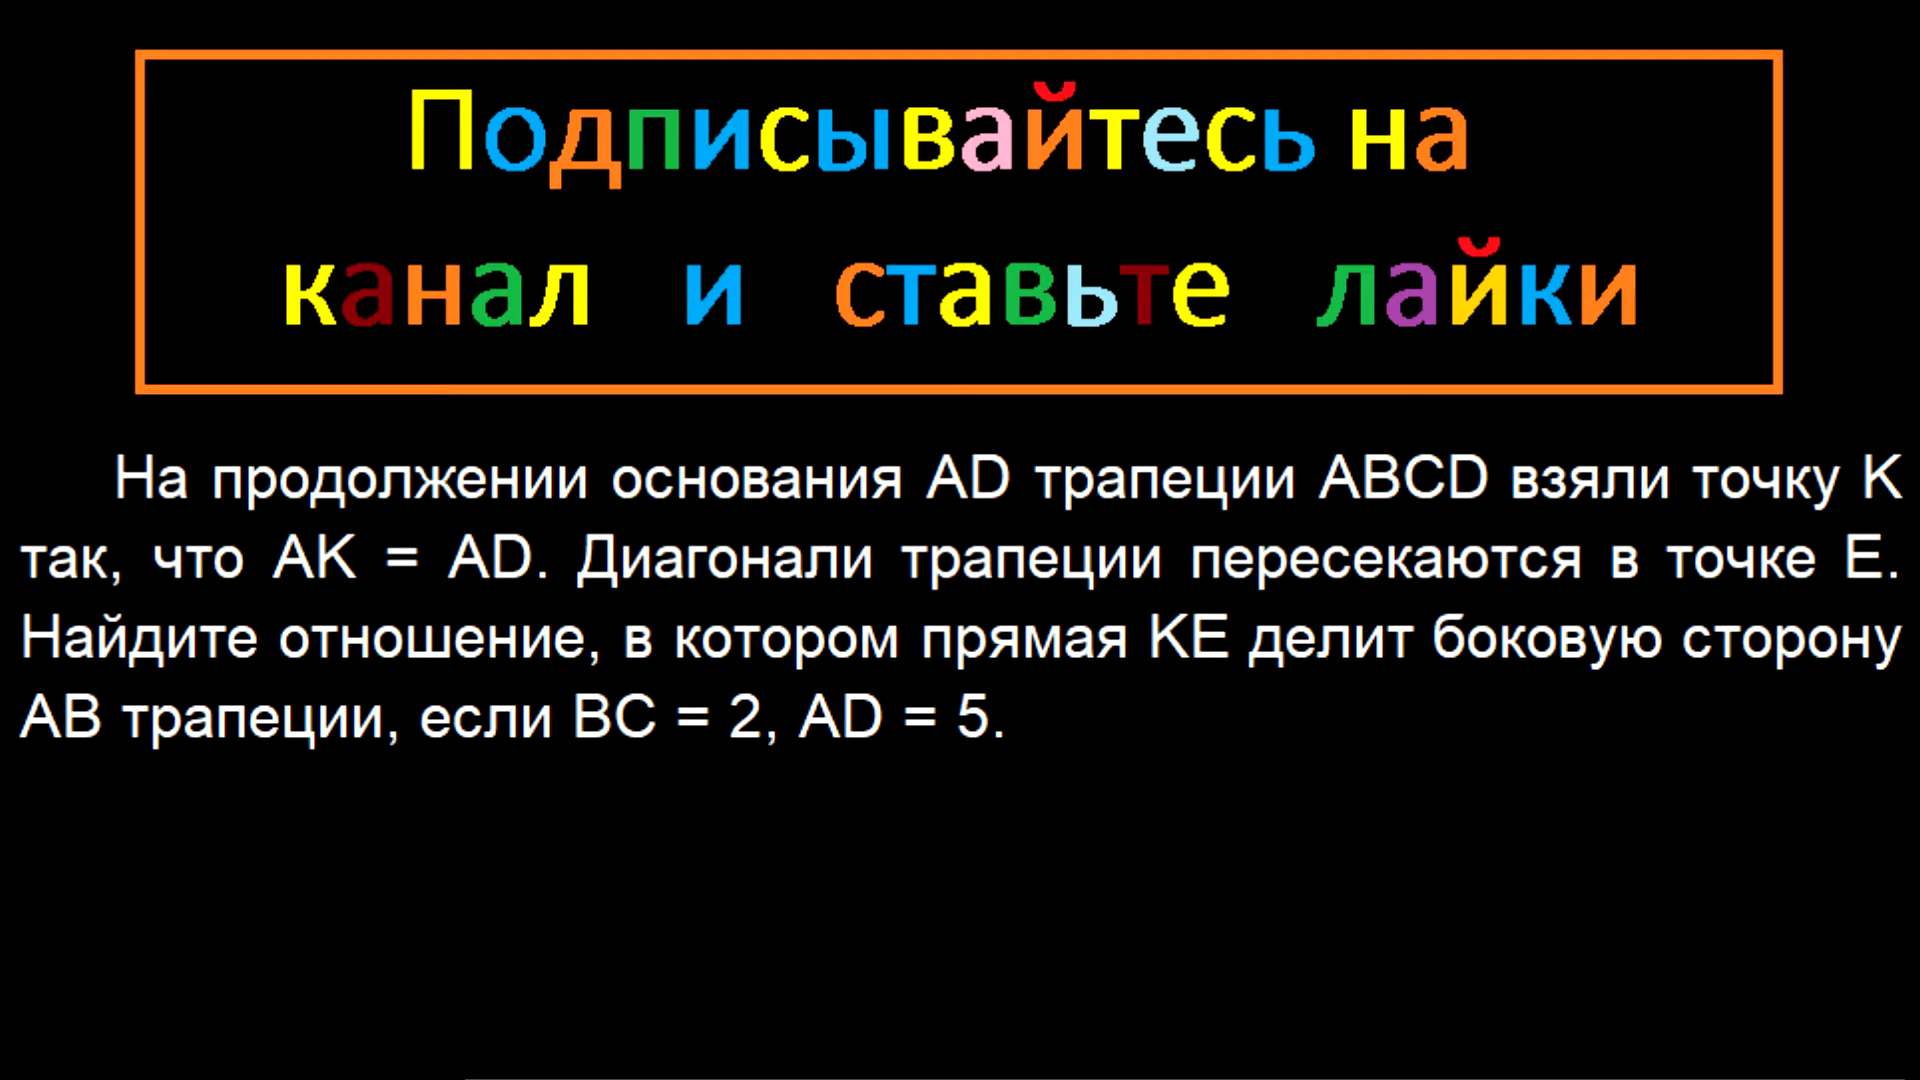 Подписывайтесь на
канал и ставьте лайки
На продолжении основания AD трапеции ABCD взяли точку K
так, что AK = AD. Диагонали трапеции пересекаются в точке E.
Найдите отношение, в котором прямая KE делит боковую сторону
AB трапеции, если BC = 2, AD = 5.